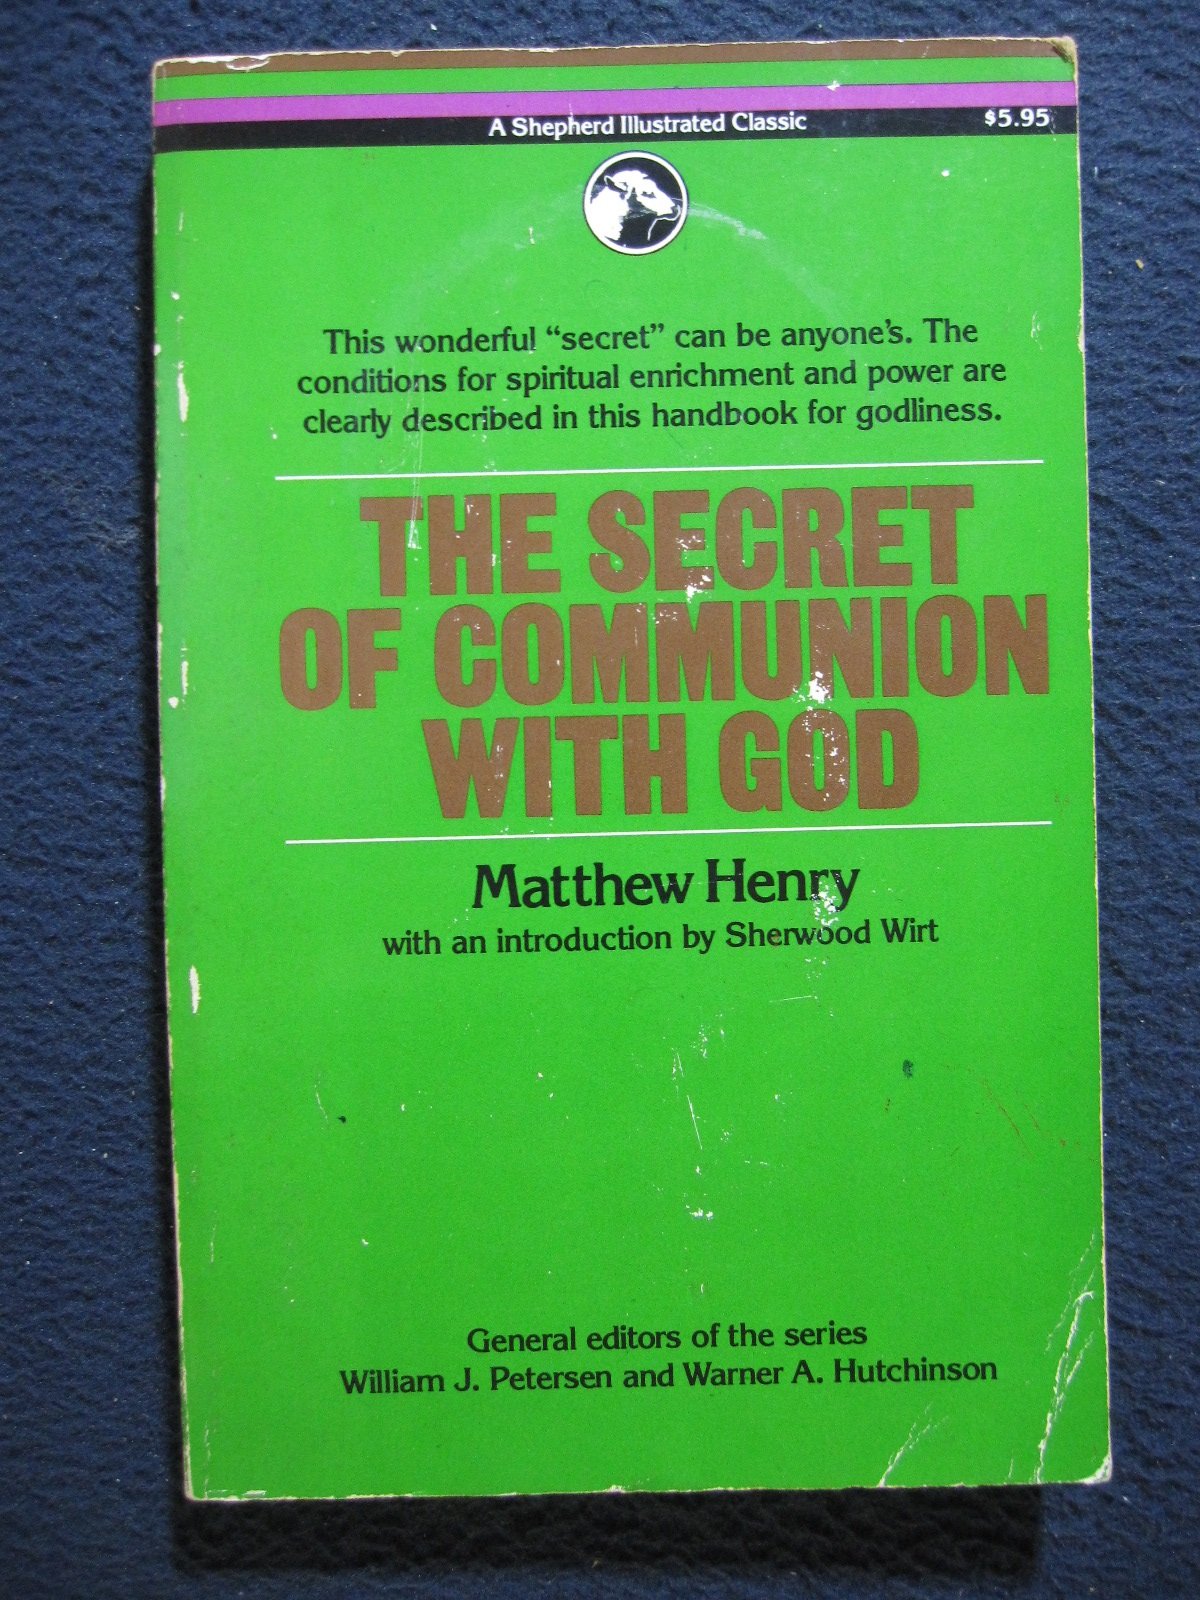 A Shepherd Illustrated Classic
$5.95
This wonderful “secret” can be anyone’s. The
conditions for spiritual enrichment and power are
clearly described in this handbook for godliness.
THE SECRET
OF COMMUNION
WITH GOD
Matthew Henry
with an introduction by Sherwood Wirt
General editors of the series
William J. Petersen and Warner A. Hutchinson